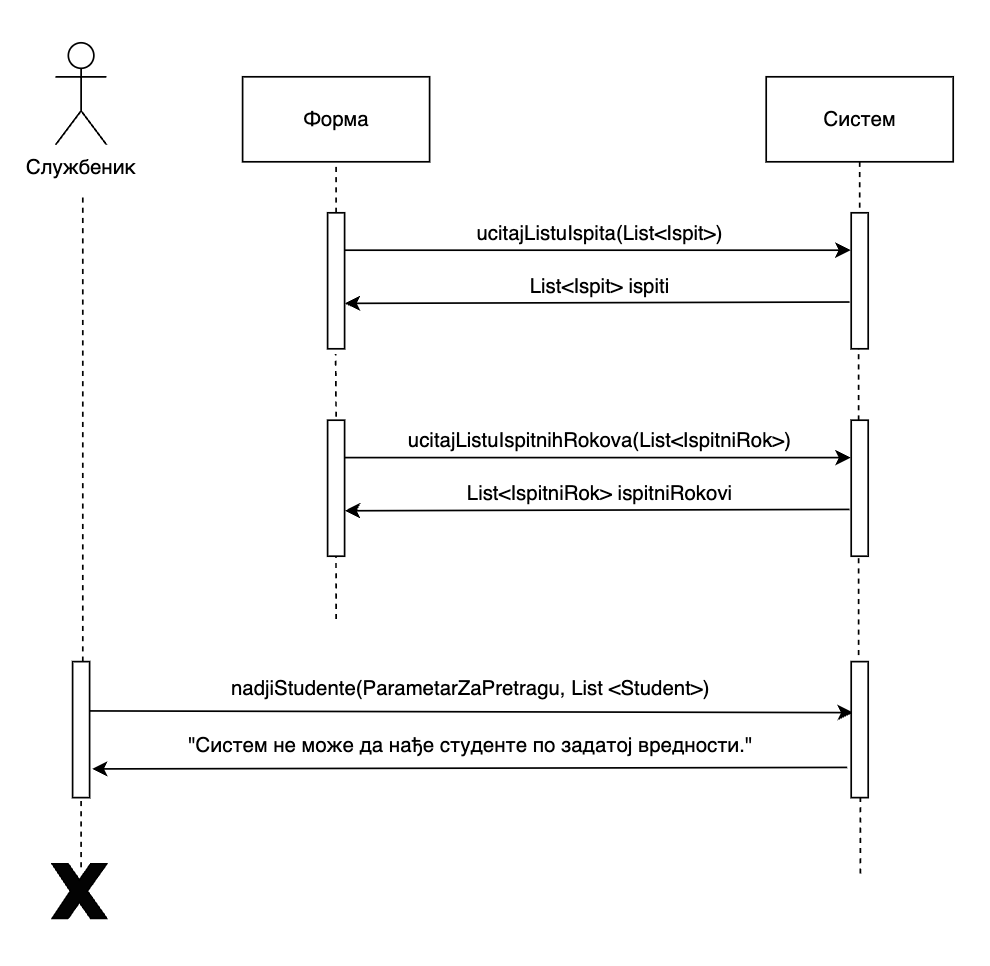 Форма
Систем
Службеник
ucitajListuIspita(List<Ispit>)
List<Ispit> ispiti
ucitajListuIspitnihRokova(List<IspitniRok>)
List<IspitniRok> ispitniRokovi
nadjiStudente(ParametarZaPretragu, List <Student>)
"Систем не може да нађе студенте по задатој вредности."